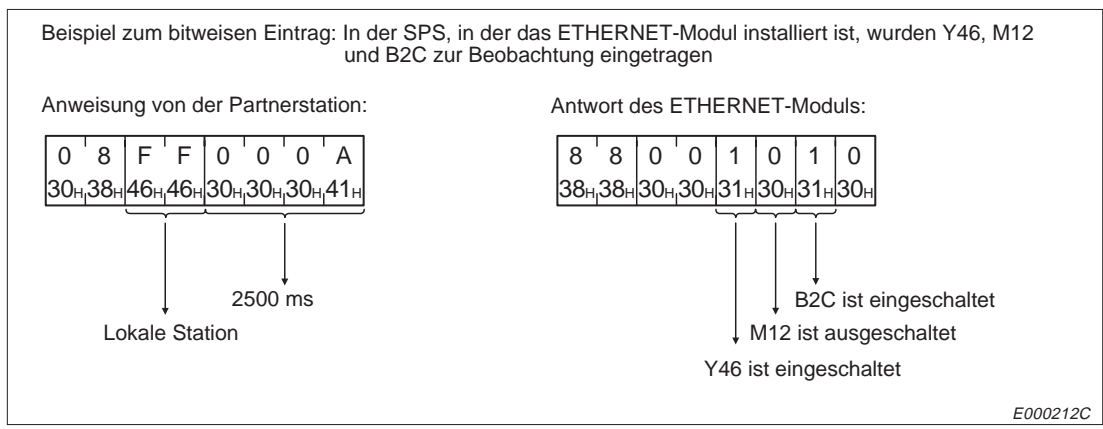 Beispiel zum bitweisen Eintrag: In der SPS, in der das ETHERNET-Modul installiert ist, wurden Y46, M12
und B2C zur Beobachtung eingetragen
Anweisung von der Partnerstation:
0 8 F F 0 0 0 A
30H 38H 46H 46H 30H 30H 30H 41H
2500 ms
Lokale Station
Antwort des ETHERNET-Moduls:
8 8 0 0 1 0 1 0
38H 38H 30H 30H 31H 30H 31H 30H
B2C ist eingeschaltet
M12 ist ausgeschaltet
Y46 ist eingeschaltet
E000212C